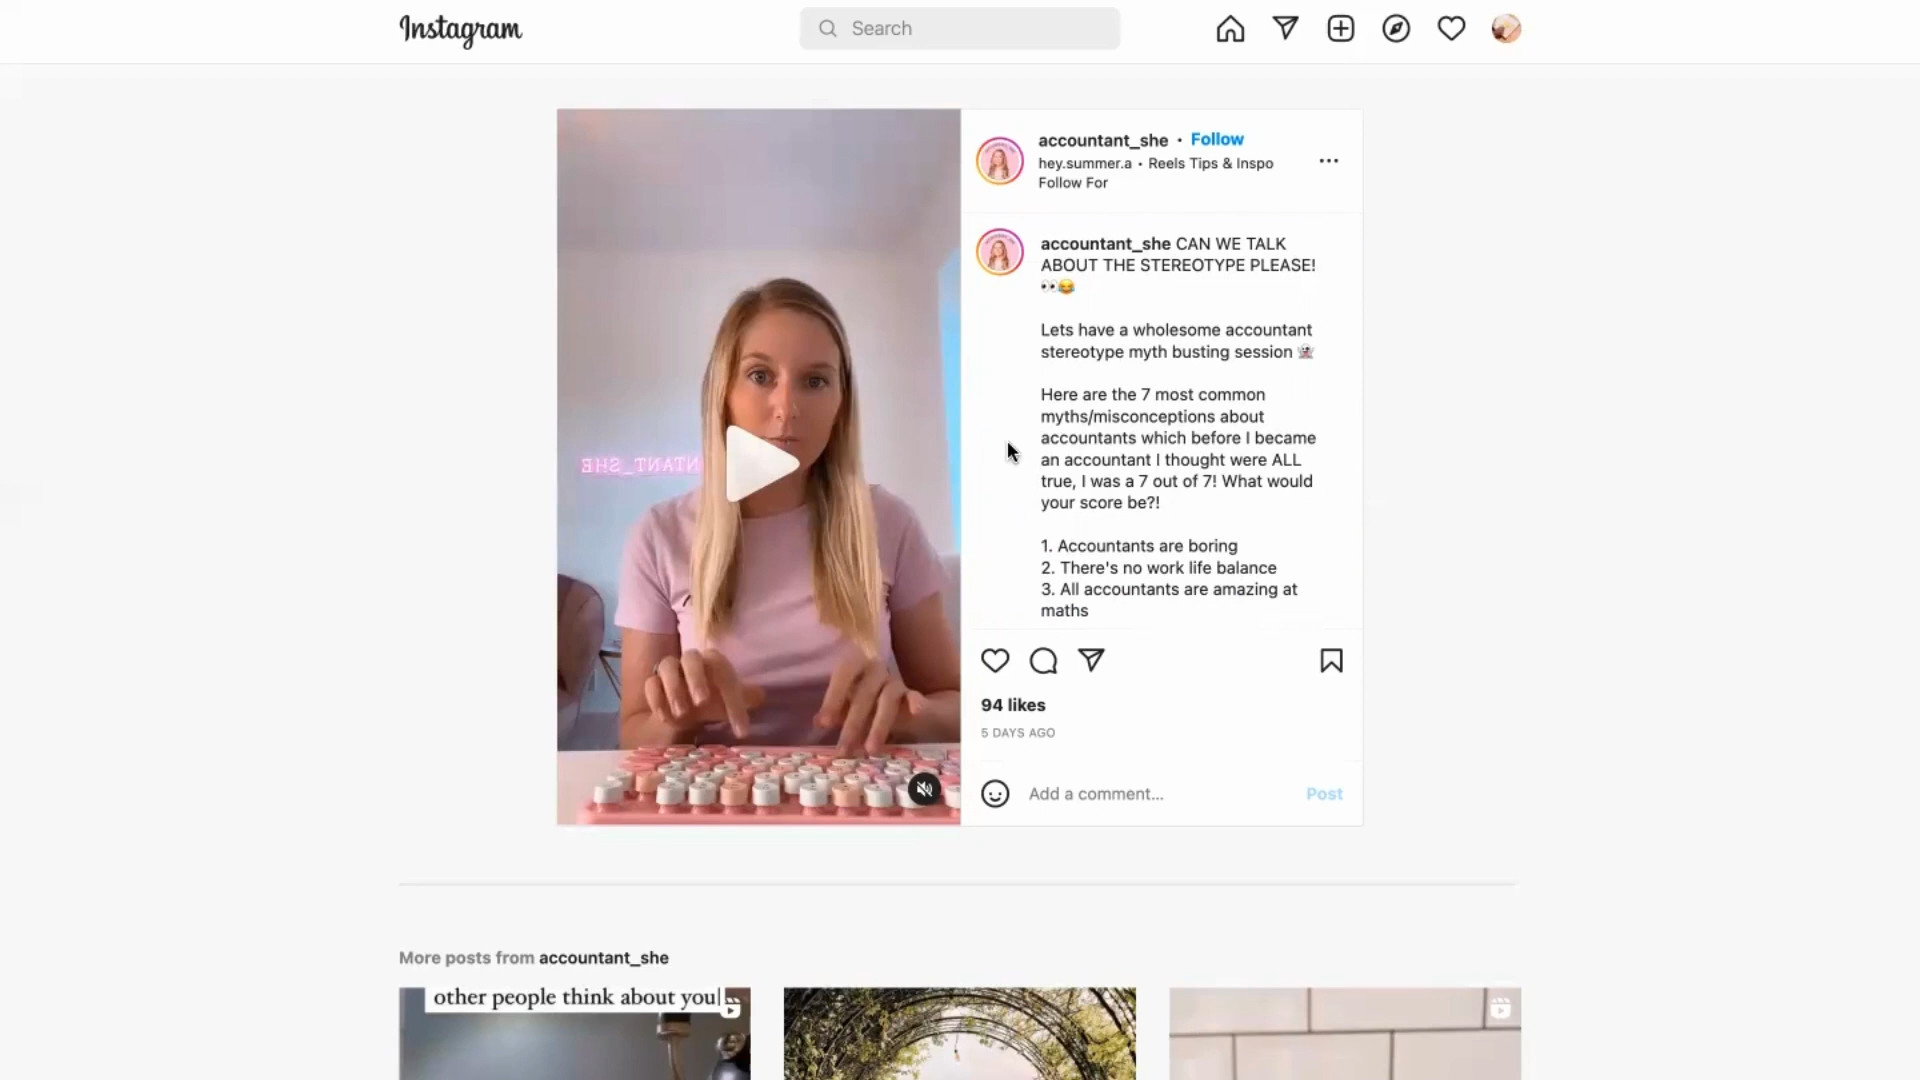 Instagram
Search
accountant_she • Follow
hey.summer.a • Reels Tips & Inspo
Follow For
accountant_she CAN WE TALK
ABOUT THE STEREOTYPE PLEASE!
👀😂
Lets have a wholesome accountant
stereotype myth busting session 👻
Here are the 7 most common
myths/misconceptions about
accountants which before I became
an accountant I thought were ALL
true, I was a 7 out of 7! What would
your score be?!
1. Accountants are boring
2. There's no work life balance
3. All accountants are amazing at
maths
NTANT_SHE
94 likes
5 DAYS AGO
Add a comment...
Post
More posts from accountant_she
other people think about you